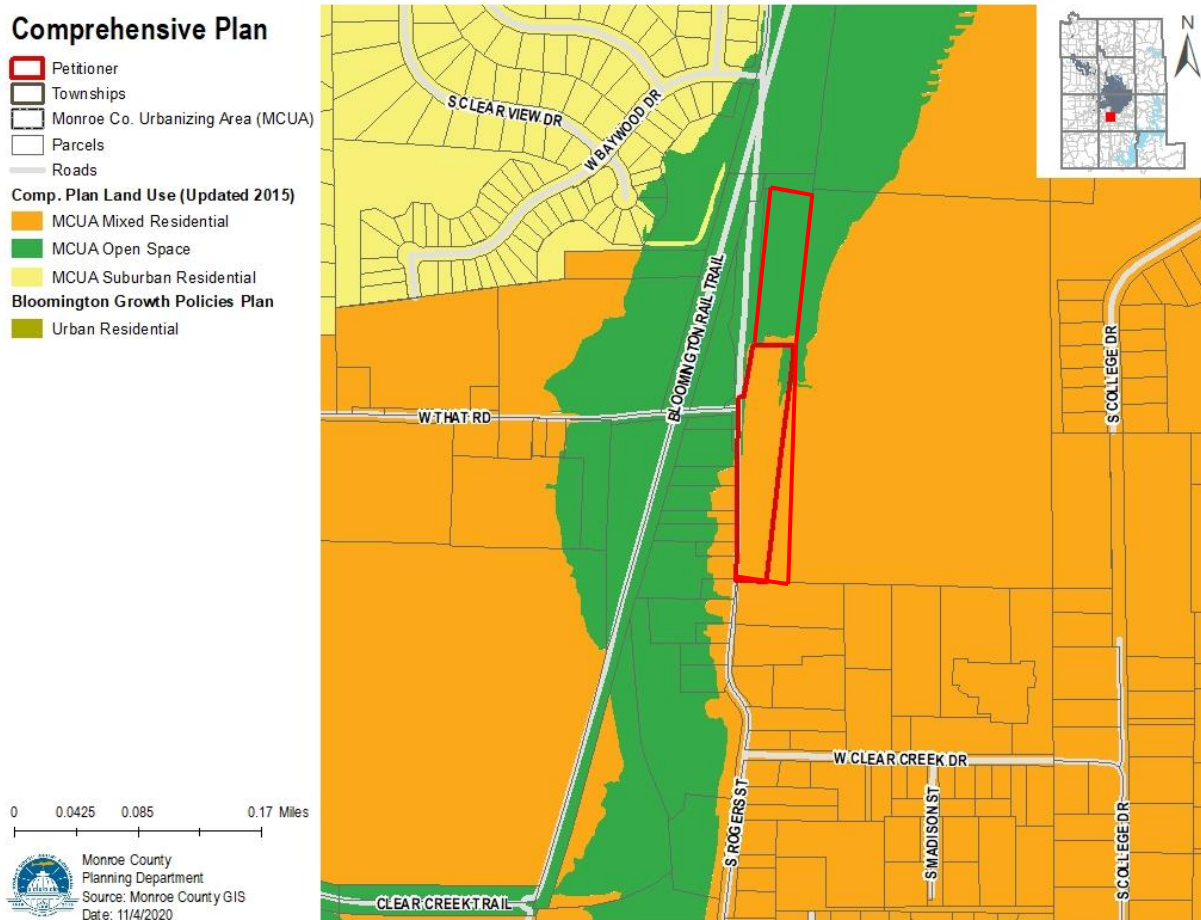 Comprehensive Plan
Petitioner
Townships
Monroe Co. Urbanizing Area (MCUA)
Parcels
Roads
Comp. Plan Land Use (Updated 2015)
MCUA Mixed Residential
MCUA Open Space
MCUA Suburban Residential
Bloomington Growth Policies Plan
Urban Residential
0 0.0425 0.085 0.17 Miles
Monroe County
Planning Department
Source: Monroe County GIS
Date: 11/4/2020
N
S CLEAR VIEW DR
W BAYWOOD DR
BLOOMINGTON RAIL TRAIL
S COLLEGE DR
W THAT RD
W CLEAR CREEK DR
S ROGERS ST
S MADISON ST
S COLLEGE DR
CLEAR CREEK TRAIL